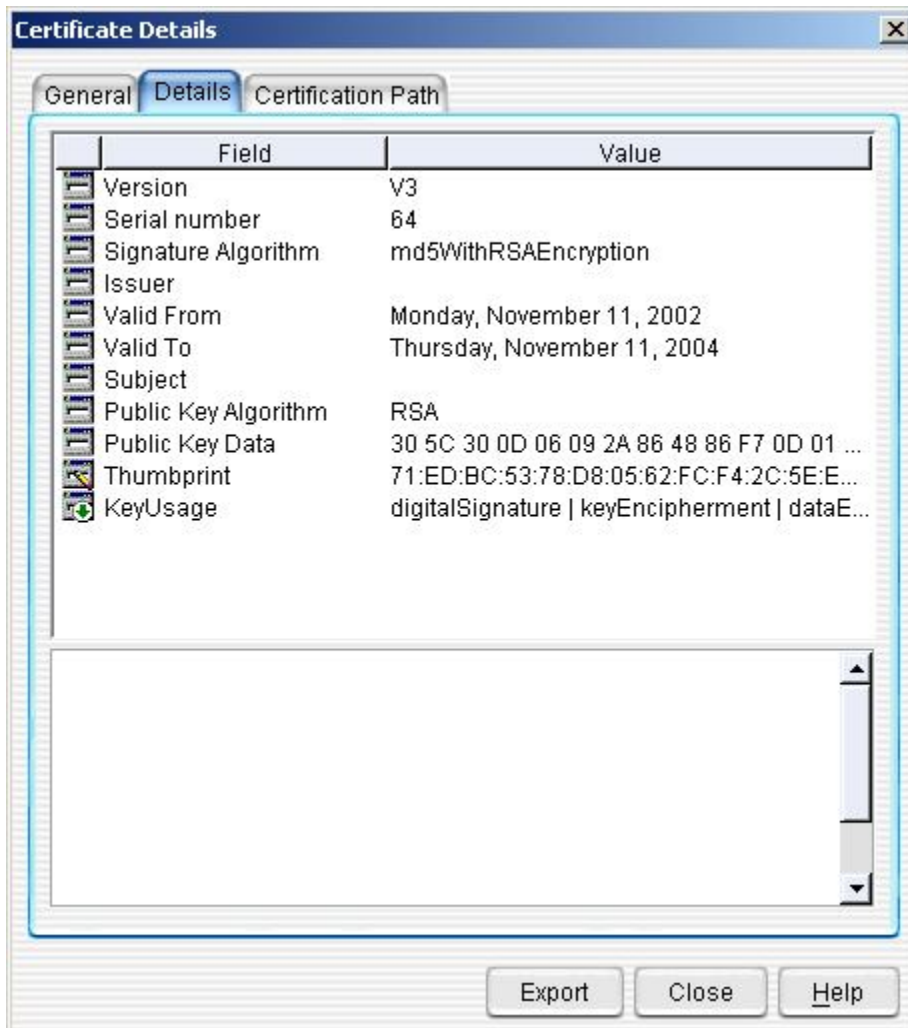 Certificate Details
General Details Certification Path
Field Value
Version V3
Serial number 64
Signature Algorithm md5WithRSAEncryption
Issuer
Valid From Monday, November 11, 2002
Valid To Thursday, November 11, 2004
Subject
Public Key Algorithm RSA
Public Key Data 30 5C 30 0D 06 09 2A 86 48 86 F7 0D 01 ...
Thumbprint 71:ED:BC:53:78:D8:05:62:FC:F4:2C:5E:E...
KeyUsage digitalSignature | keyEncipherment | dataE...
Export Close Help